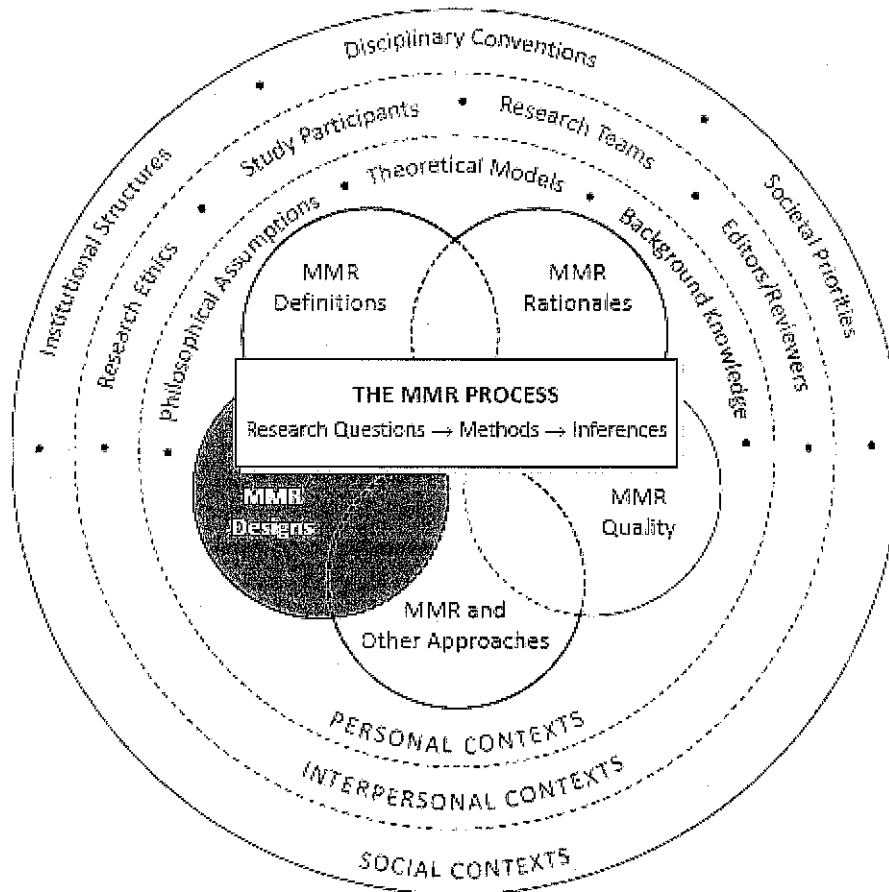 Disciplinary Conventions
Institutional Structures
Societal Priorities
Study Participants
Research Teams
Research Ethics
Editors/Reviewers
Theoretical Models
Philosophical Assumptions
Background Knowledge
MMR
Definitions
MMR
Rationales
THE MMR PROCESS
Research Questions → Methods → Inferences
MMR
Designs
MMR
Quality
MMR and
Other Approaches
PERSONAL CONTEXTS
INTERPERSONAL CONTEXTS
SOCIAL CONTEXTS